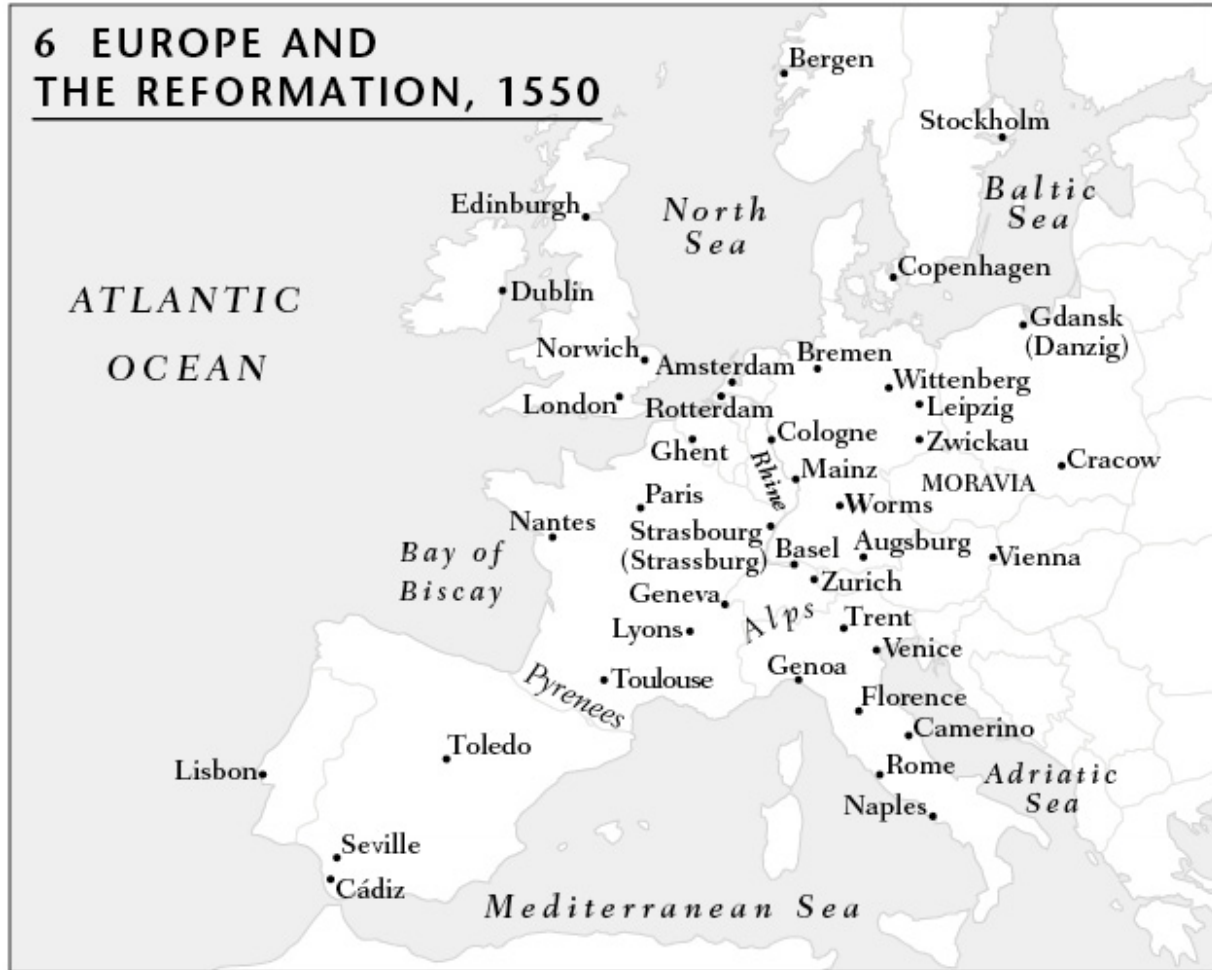 6 EUROPE AND
THE REFORMATION, 1550
Bergen
Stockholm
Baltic
Sea
North
Sea
Edinburgh
Copenhagen
ATLANTIC
OCEAN
Dublin
Gdansk
(Danzig)
Norwich
Amsterdam
Bremen
Wittenberg
London
Rotterdam
Leipzig
Ghent
Cologne
Zwickau
Rhine
Mainz
Cracow
MORAVIA
Paris
Worms
Nantes
Strasbourg
(Strassburg)
Basel
Augsburg
Vienna
Bay of
Biscay
Zurich
Geneva
Alps
Trent
Lyons
Venice
Genoa
Pyrenees
Toulouse
Florence
Camerino
Toledo
Lisbon
Rome
Adriatic
Sea
Naples
Seville
Cádiz
Mediterranean Sea